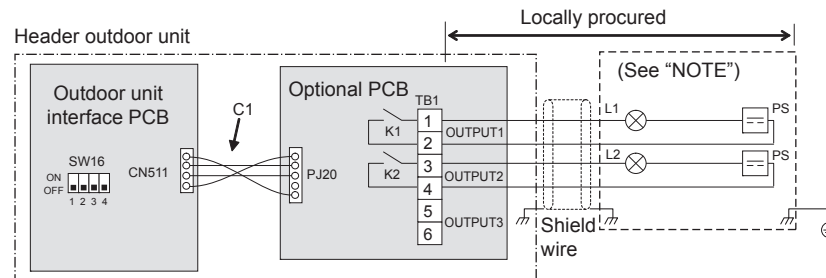 Locally procured
Header outdoor unit
(See “NOTE”)
Outdoor unit
interface PCB
C1
Optional PCB
TB1
L1
PS
1
K1
2
OUTPUT1
SW16
ON
OFF
1 2 3 4
CN511
PJ20
3
K2
4
OUTPUT2
L2
PS
5
6
OUTPUT3
Shield
wire